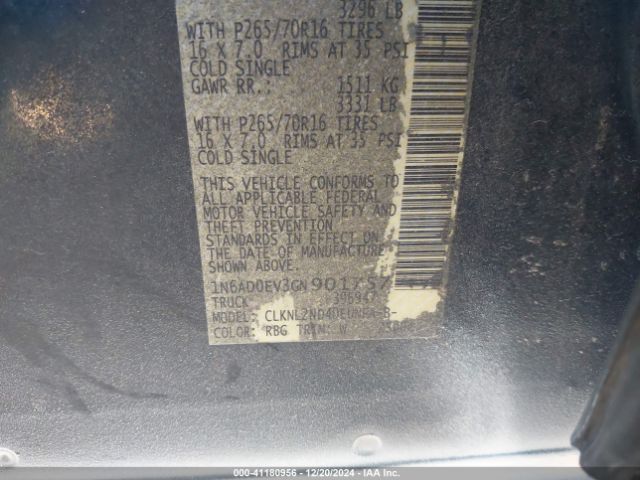 3296 LB
WITH P265/70R16 TIRES
16 X 7.0 RIMS AT 35 PSI
COLD SINGLE
GAWR RR.: 1511 KG
3331 LB
WITH P265/70R16 TIRES
16 X 7.0 RIMS AT 35 PSI
COLD SINGLE
THIS VEHICLE CONFORMS TO
ALL APPLICABLE FEDERAL
MOTOR VEHICLE SAFETY AND
THEFT PREVENTION
STANDARDS IN EFFECT ON
THE DATE OF MANUFACTURE
SHOWN ABOVE.
1N6AD0EV3GN901757
TRUCK
MODEL:
COLOR: RBG TRIM: W
000-41180956 • 12/20/2024 • IAA Inc.